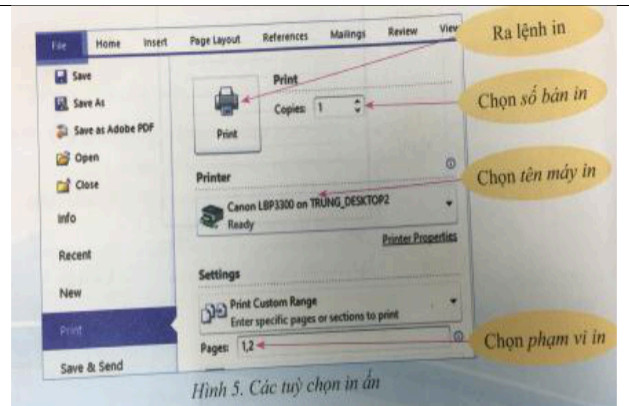 File Home Insert Page Layout References Mailings Review View
Ra lệnh in
Save
Save As
Save as Adobe PDF
Open
Close
Info
Recent
New
Print
Save & Send
Print
Print
Copies: 1
Chọn số bản in
Printer
Canon LBP3300 on TRUNG_DESKTOP2
Ready
Chọn tên máy in
Printer Properties
Settings
Print Custom Range
Enter specific pages or sections to print
Pages: 1,2
Chọn phạm vi in
Hình 5. Các tuỳ chọn in ấn